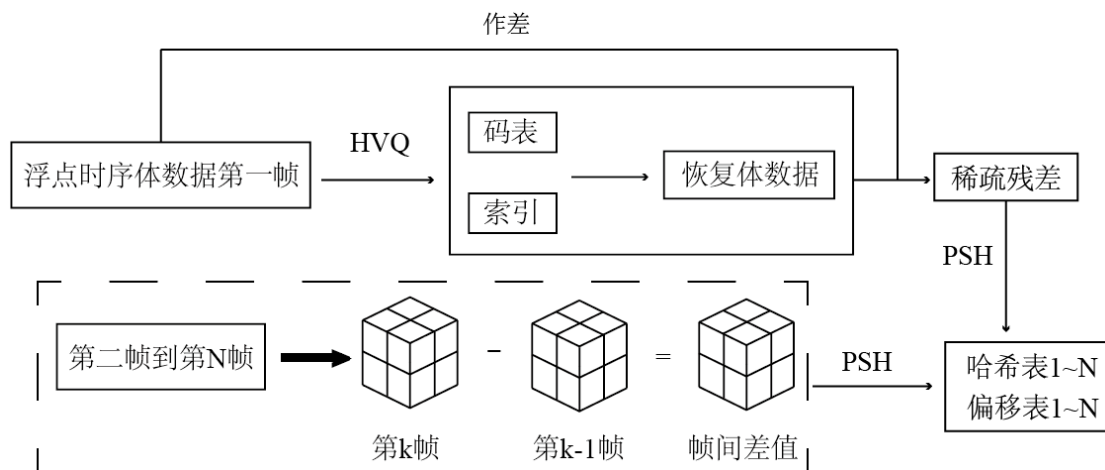 作差
浮点时序体数据第一帧
HVQ
码表
索引
恢复体数据
稀疏残差
PSH
第二帧到第N帧
-
=
第k帧
第k-1帧
帧间差值
PSH
哈希表1~N
偏移表1~N